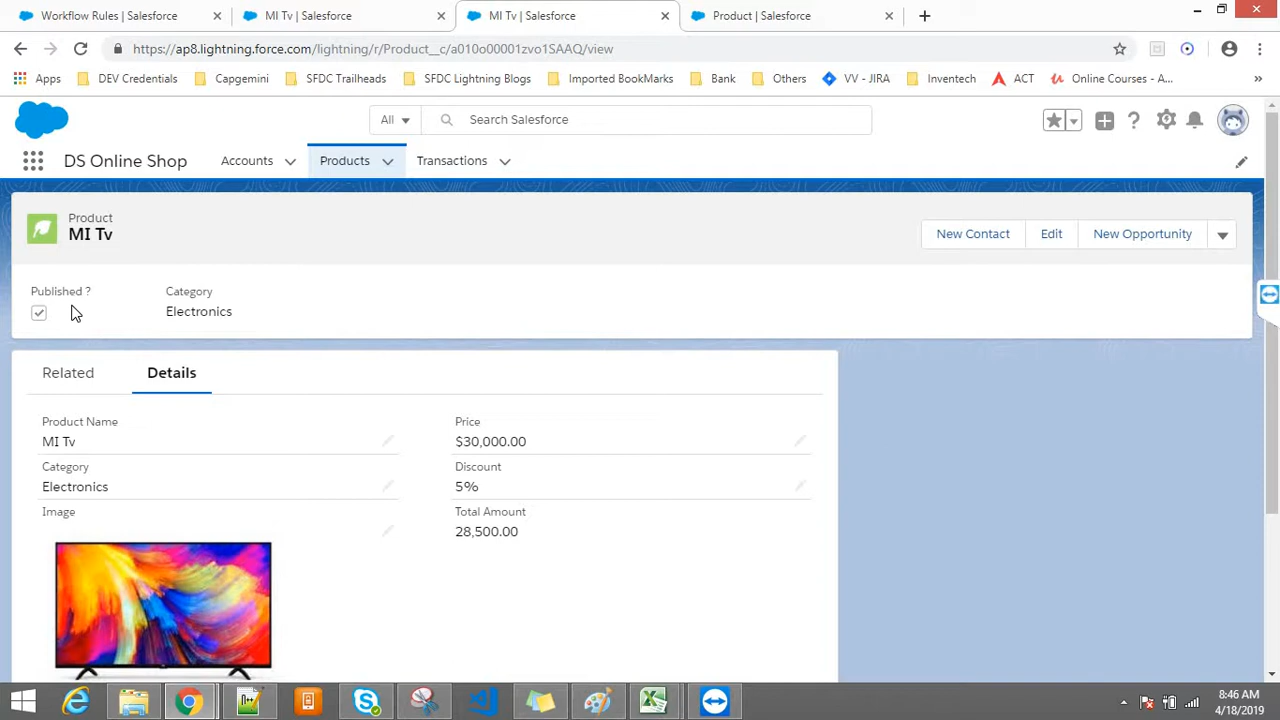 Workflow Rules | Salesforce
MI Tv | Salesforce
MI Tv | Salesforce
Product | Salesforce
https://ap8.lightning.force.com/lightning/r/Product__c/a010o00001zvo1SAAQ/view
Apps
DEV Credentials
Capgemini
SFDC Trailheads
SFDC Lightning Blogs
Imported BookMarks
Bank
Others
VV - JIRA
Inventech
ACT
Online Courses - A...
»
All
Search Salesforce
DS Online Shop
Accounts
Products
Transactions
Product
MI Tv
New Contact
Edit
New Opportunity
Published ?
Category
Electronics
Related
Details
Product Name
MI Tv
Price
$30,000.00
Category
Electronics
Discount
5%
Image
Total Amount
28,500.00
8:46 AM
4/18/2019